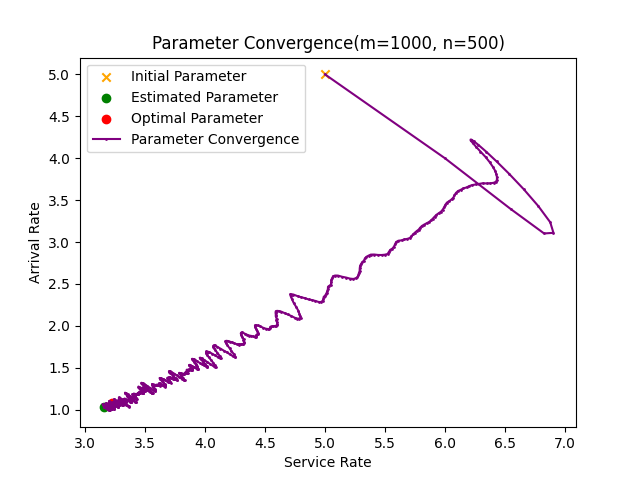 Parameter Convergence(m=1000, n=500)
Initial Parameter
Estimated Parameter
Optimal Parameter
Parameter Convergence
5.0
4.5
4.0
3.5
3.0
2.5
2.0
1.5
1.0
Arrival Rate
3.0 3.5 4.0 4.5 5.0 5.5 6.0 6.5 7.0
Service Rate